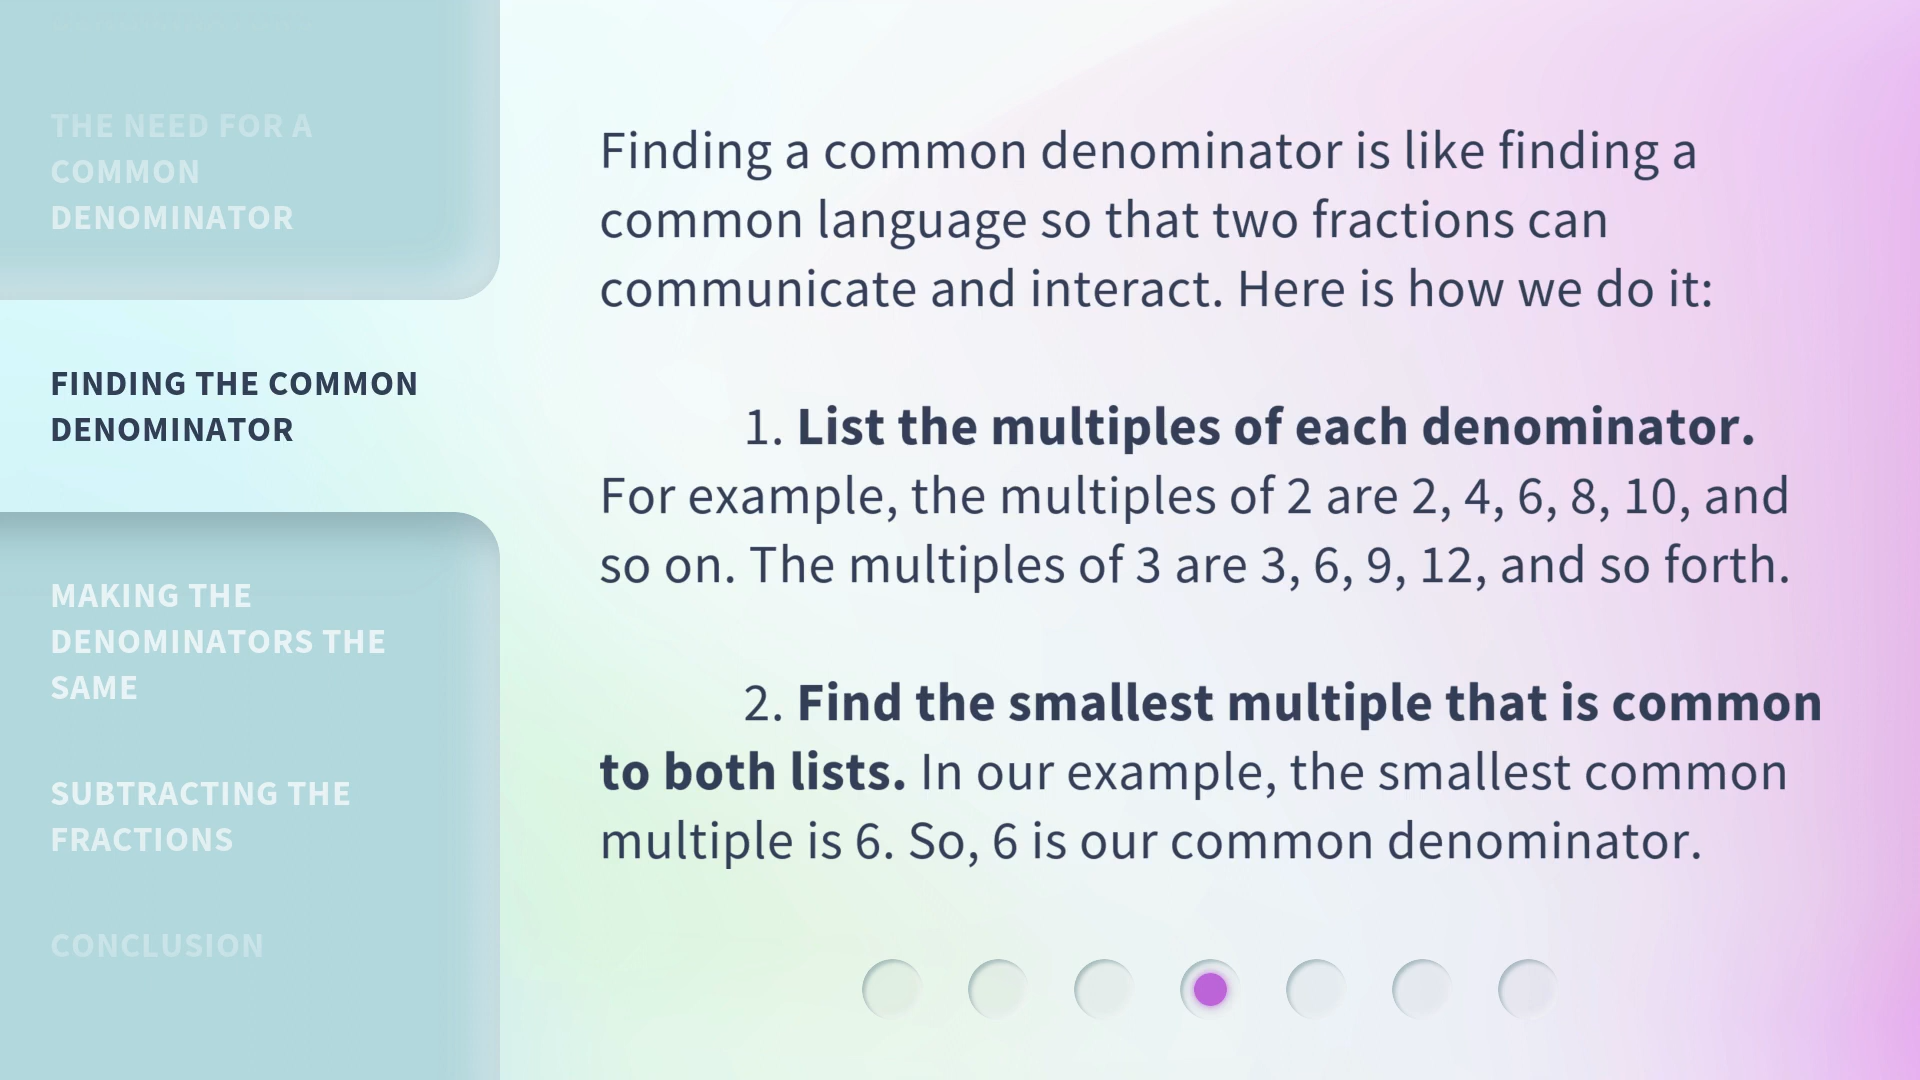 THE NEED FOR A
COMMON
DENOMINATOR
FINDING THE COMMON
DENOMINATOR
MAKING THE
DENOMINATORS THE
SAME
SUBTRACTING THE
FRACTIONS
CONCLUSION
Finding a common denominator is like finding a
common language so that two fractions can
communicate and interact. Here is how we do it:
1. List the multiples of each denominator.
For example, the multiples of 2 are 2, 4, 6, 8, 10, and
so on. The multiples of 3 are 3, 6, 9, 12, and so forth.
2. Find the smallest multiple that is common
to both lists. In our example, the smallest common
multiple is 6. So, 6 is our common denominator.